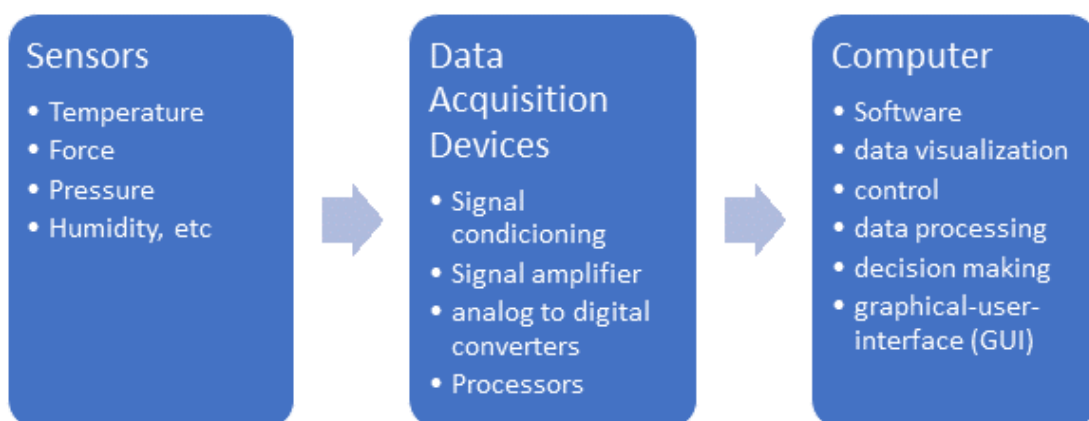 Sensors
• Temperature
• Force
• Pressure
• Humidity, etc
Data
Acquisition
Devices
• Signal
condicioning
• Signal amplifier
• analog to digital
converters
• Processors
Computer
• Software
• data visualization
• control
• data processing
• decision making
• graphical-user-
interface (GUI)